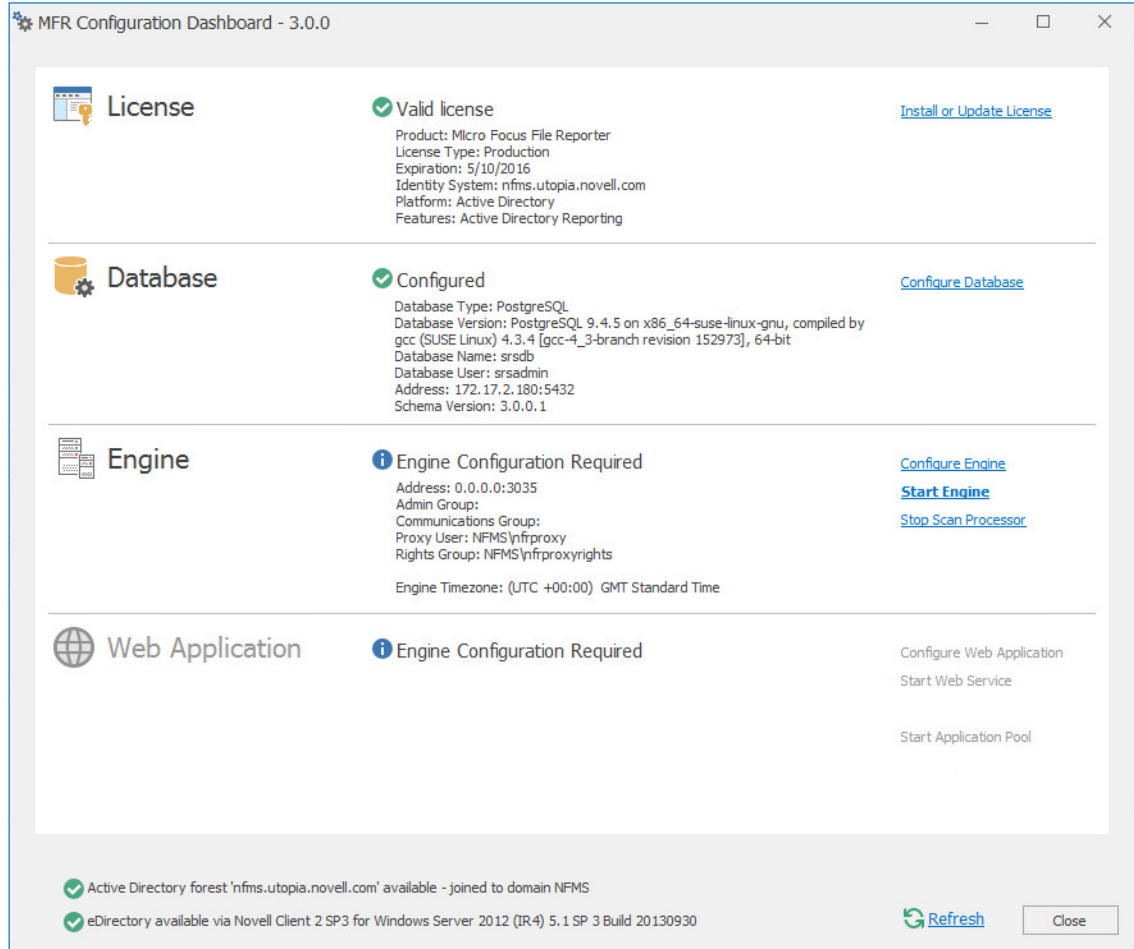 MFR Configuration Dashboard - 3.0.0
License
Valid license
Install or Update License
Product: MIcro Focus File Reporter
License Type: Production
Expiration: 5/10/2016
Identity System: nfms.utopia.novell.com
Platform: Active Directory
Features: Active Directory Reporting
Database
Configured
Configure Database
Database Type: PostgreSQL
Database Version: PostgreSQL 9.4.5 on x86_64-suse-linux-gnu, compiled by
gcc (SUSE Linux) 4.3.4 [gcc-4_3-branch revision 152973], 64-bit
Database Name: srsdb
Database User: srsadmin
Address: 172.17.2.180:5432
Schema Version: 3.0.0.1
Engine
Engine Configuration Required
Configure Engine
Address: 0.0.0.0:3035
Start Engine
Admin Group:
Communications Group:
Stop Scan Processor
Proxy User: NFMS\nfrproxy
Rights Group: NFMS\nfrproxyrights
Engine Timezone: (UTC +00:00) GMT Standard Time
Web Application
Engine Configuration Required
Configure Web Application
Start Web Service
Start Application Pool
Active Directory forest 'nfms.utopia.novell.com' available - joined to domain NFMS
eDirectory available via Novell Client 2 SP3 for Windows Server 2012 (IR4) 5.1 SP 3 Build 20130930
Refresh
Close